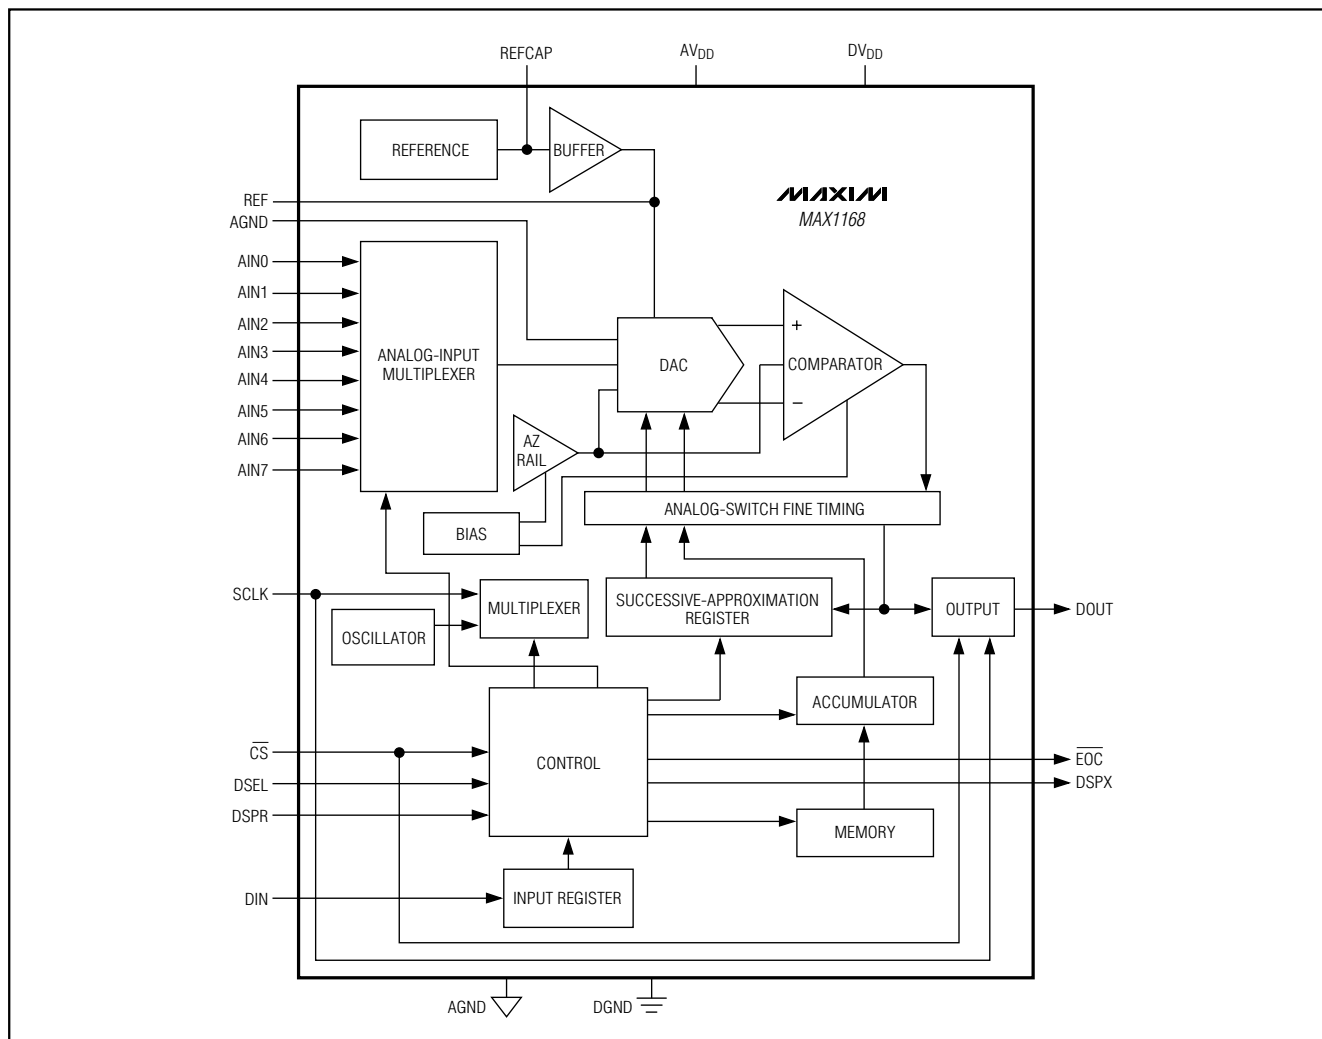 REFCAP
AVDD
DVDD
REFERENCE
BUFFER
REF
AGND
MAXIM
MAX1168
AIN0
AIN1
AIN2
AIN3
AIN4
AIN5
AIN6
AIN7
ANALOG-INPUT
MULTIPLEXER
DAC
+
COMPARATOR
−
AZ
RAIL
BIAS
ANALOG-SWITCH FINE TIMING
SCLK
MULTIPLEXER
OSCILLATOR
SUCCESSIVE-APPROXIMATION
REGISTER
OUTPUT
DOUT
ACCUMULATOR
C̅S̅
DSEL
DSPR
CONTROL
E̅O̅C̅
DSPX
MEMORY
DIN
INPUT REGISTER
AGND
DGND